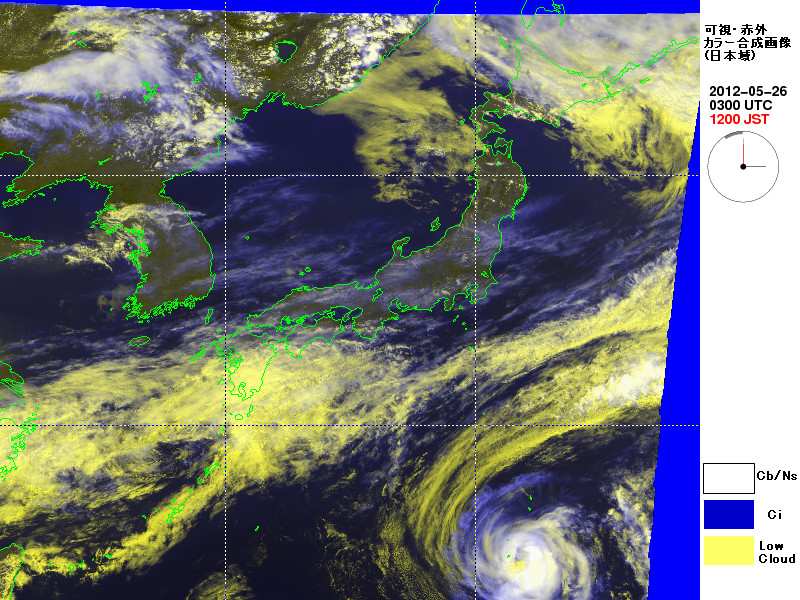 可視・赤外
カラー合成画像
(日本域)
2012-05-26
0300 UTC
1200 JST
Cb/Ns
Ci
Low
Cloud